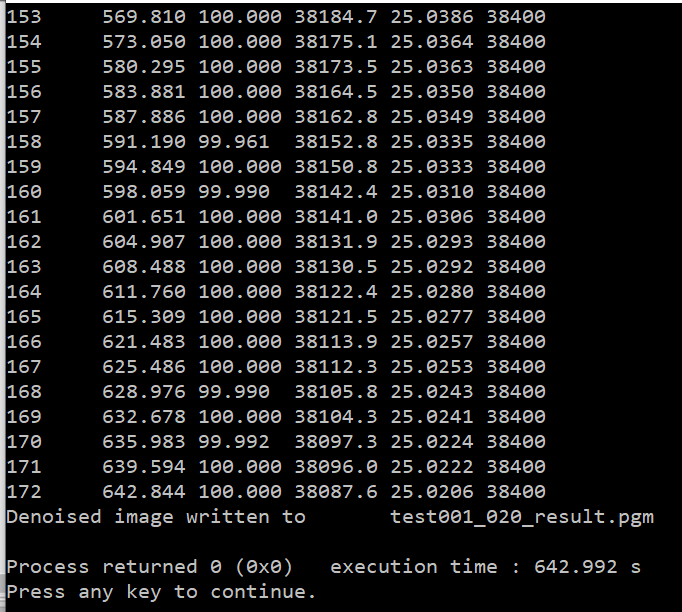 153     569.810 100.000 38184.7 25.0386 38400
154     573.050 100.000 38175.1 25.0364 38400
155     580.295 100.000 38173.5 25.0363 38400
156     583.881 100.000 38164.5 25.0350 38400
157     587.886 100.000 38162.8 25.0349 38400
158     591.190 99.961  38152.8 25.0335 38400
159     594.849 100.000 38150.8 25.0333 38400
160     598.059 99.990  38142.4 25.0310 38400
161     601.651 100.000 38141.0 25.0306 38400
162     604.907 100.000 38131.9 25.0293 38400
163     608.488 100.000 38130.5 25.0292 38400
164     611.760 100.000 38122.4 25.0280 38400
165     615.309 100.000 38121.5 25.0277 38400
166     621.483 100.000 38113.9 25.0257 38400
167     625.486 100.000 38112.3 25.0253 38400
168     628.976 99.990  38105.8 25.0243 38400
169     632.678 100.000 38104.3 25.0241 38400
170     635.983 99.992  38097.3 25.0224 38400
171     639.594 100.000 38096.0 25.0222 38400
172     642.844 100.000 38087.6 25.0206 38400
Denoised image written to       test001_020_result.pgm
Process returned 0 (0x0)   execution time : 642.992 s
Press any key to continue.